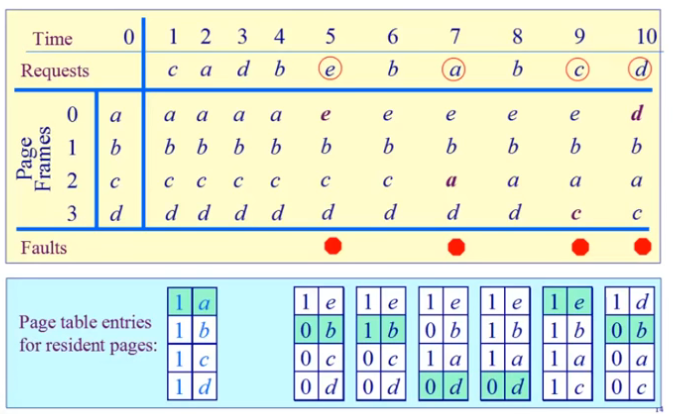 Time 0 1 2 3 4 5 6 7 8 9 10
Requests c a d b e b a b c d
Page Frames
0 a a a a a e e e e e d
1 b b b b b b b b b b b
2 c c c c c c c a a a a
3 d d d d d d d d d c c
Faults
Page table entries
for resident pages:
1 a 1 e 1 e 1 e 1 e 1 e 1 d
1 b 0 b 1 b 0 b 1 b 1 b 0 b
1 c 0 c 0 c 1 a 1 a 1 a 0 a
1 d 0 d 0 d 0 d 0 d 1 c 0 c